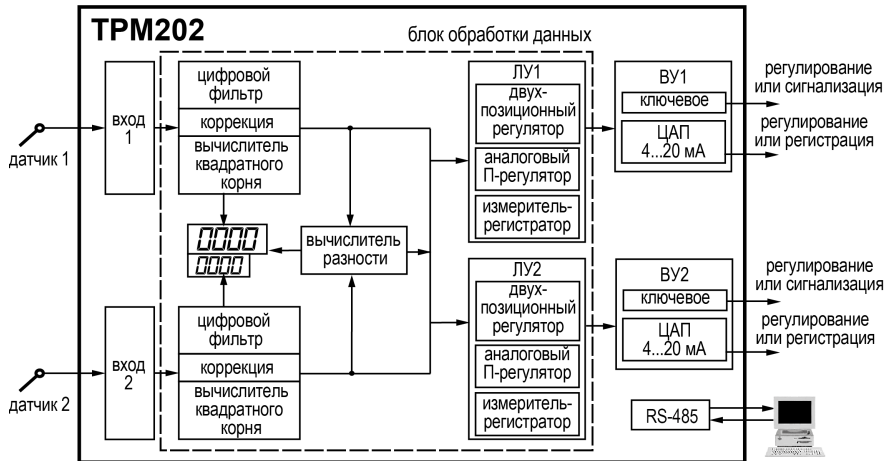 ТРМ202
блок обработки данных
датчик 1
вход
1
цифровой
фильтр
коррекция
вычислитель
квадратного
корня
0000
0000
вычислитель
разности
датчик 2
вход
2
цифровой
фильтр
коррекция
вычислитель
квадратного
корня
ЛУ1
двух-
позиционный
регулятор
аналоговый
П-регулятор
измеритель-
регистратор
ЛУ2
двух-
позиционный
регулятор
аналоговый
П-регулятор
измеритель-
регистратор
ВУ1
ключевое
ЦАП
4...20 мА
регулирование
или сигнализация
регулирование
или регистрация
ВУ2
ключевое
ЦАП
4...20 мА
регулирование
или сигнализация
регулирование
или регистрация
RS-485